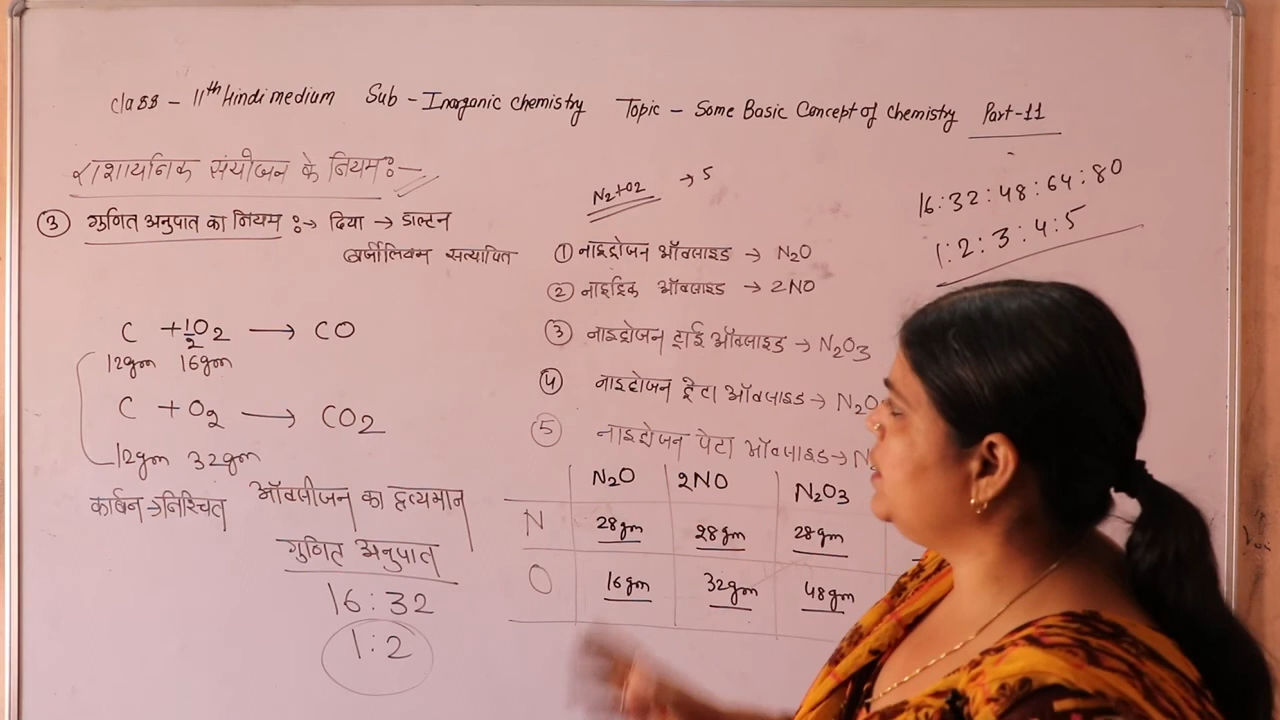 Class - 11th Hindi medium Sub - Inorganic Chemistry Topic - Some Basic Concept of Chemistry Part-11
राशायनिक संयोजन के नियम :-
③ गुणित अनुपात का नियम :→ दिया → डाल्टन
बर्जीलियम सत्यापित
C + 1/2 O2 → CO
12gm 16gm
C + O2 → CO2
12gm 32gm
कार्बन → निश्चित
ऑक्सीजन का द्रव्यमान
गुणित अनुपात
16:32
1:2
N2+O2 → 5
① नाइट्रोजन ऑक्साइड → N2O
② नाइट्रिक ऑक्साइड → 2NO
③ नाइट्रोजन ट्राई ऑक्साइड → N2O3
④ नाइट्रोजन टेट्रा ऑक्साइड → N2O
⑤ नाइट्रोजन पेंटा ऑक्साइड → N
N2O 2NO N2O3
N 28gm 28gm 28gm
O 16gm 32gm 48gm
16:32:48:64:80
1:2:3:4:5